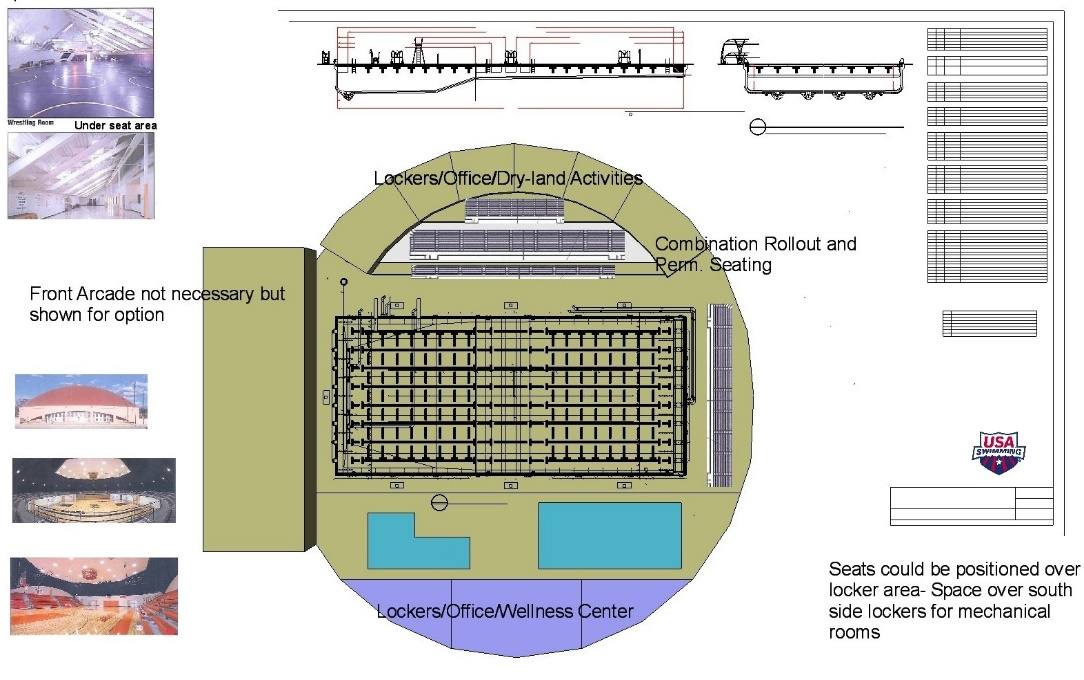 Wrestling Room
Under seat area
Lockers/Office/Dry-land Activities
Combination Rollout and
Perm. Seating
Front Arcade not necessary but
shown for option
USA
SWIMMING
Seats could be positioned over
locker area- Space over south
side lockers for mechanical
rooms
Lockers/Office/Wellness Center